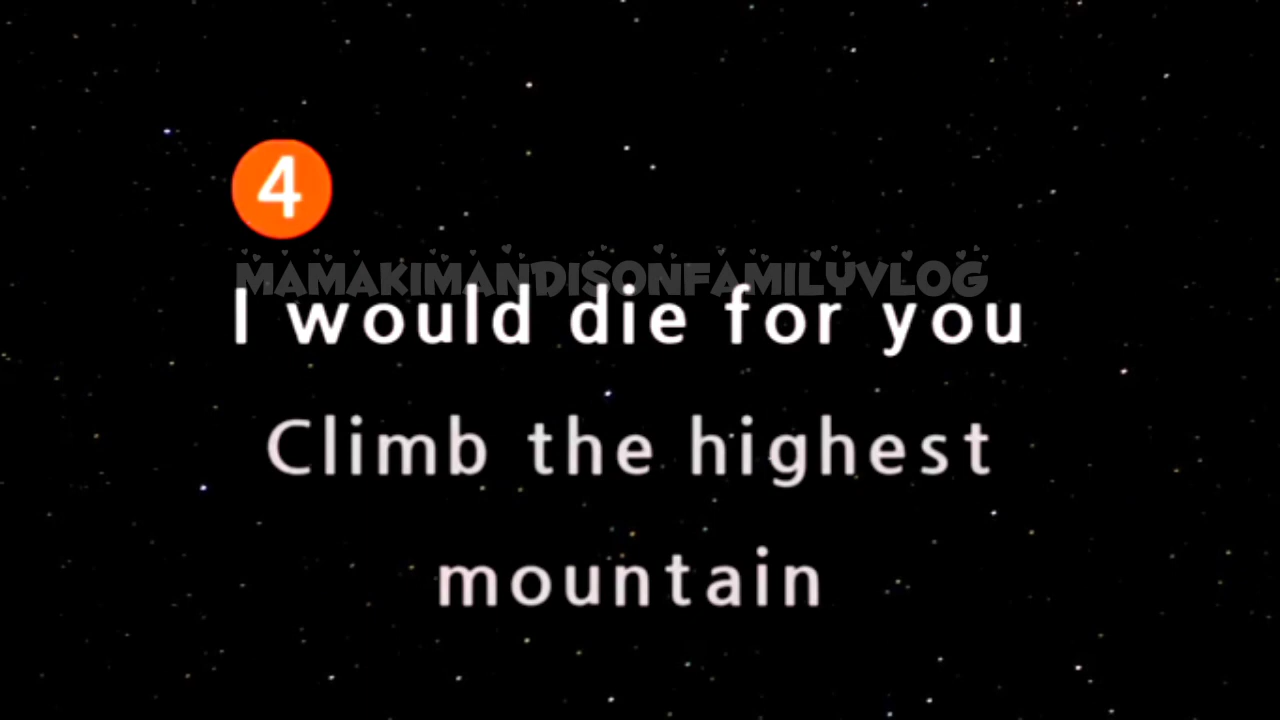 4
MAMAKIMANDISONFAMILYVLOG
I would die for you
Climb the highest
mountain